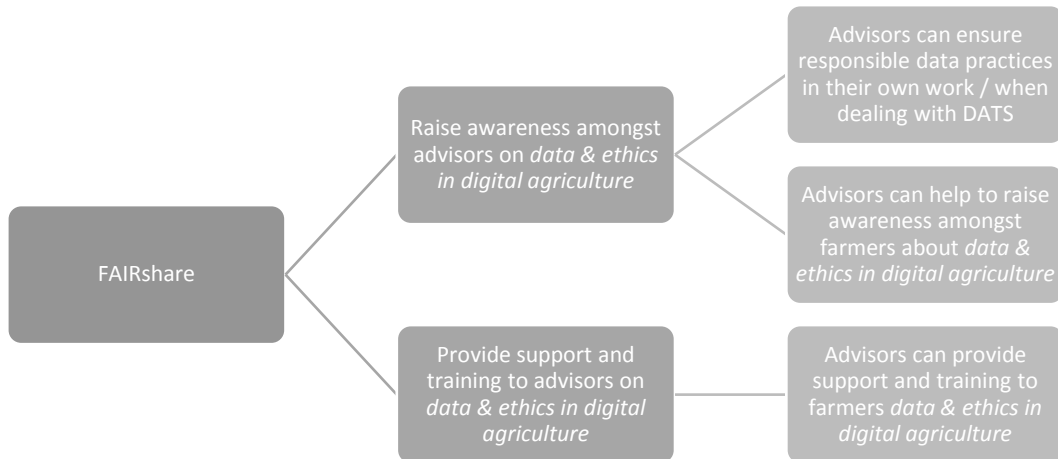 FAIRshare
Raise awareness amongst
advisors on data & ethics
in digital agriculture
Advisors can ensure
responsible data practices
in their own work / when
dealing with DATS
Advisors can help to raise
awareness amongst
farmers about data &
ethics in digital agriculture
Provide support and
training to advisors on
data & ethics in digital
agriculture
Advisors can provide
support and training to
farmers data & ethics in
digital agriculture